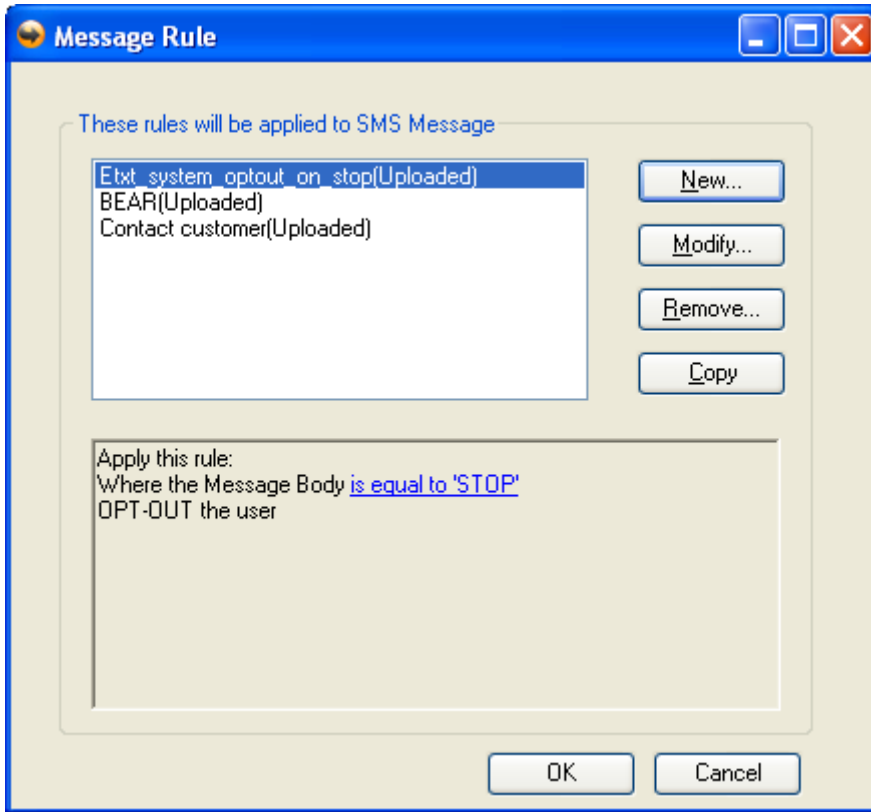 Message Rule
These rules will be applied to SMS Message
Etxt_system_optout_on_stop(Uploaded)
BEAR(Uploaded)
Contact customer(Uploaded)
New...
Modify...
Remove...
Copy
Apply this rule:
Where the Message Body is equal to 'STOP'
OPT-OUT the user
OK
Cancel